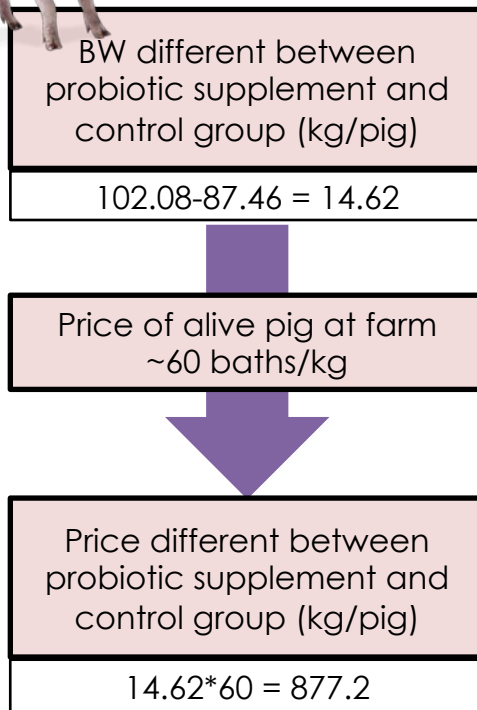 BW different between
probiotic supplement and
control group (kg/pig)
102.08-87.46 = 14.62
Price of alive pig at farm
~60 baths/kg
Price different between
probiotic supplement and
control group (kg/pig)
14.62*60 = 877.2